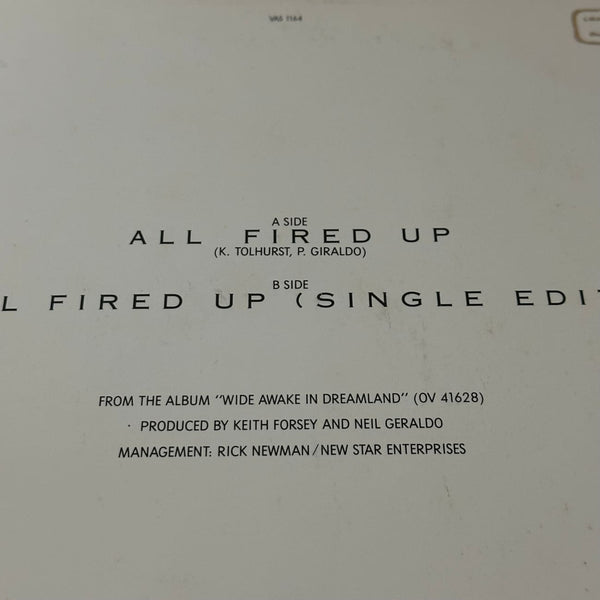 VAS 1164
A SIDE
ALL FIRED UP
(K. TOLHURST, P. GIRALDO)
B SIDE
L FIRED UP (SINGLE EDI
FROM THE ALBUM "WIDE AWAKE IN DREAMLAND" (OV 41628)
· PRODUCED BY KEITH FORSEY AND NEIL GERALDO
MANAGEMENT: RICK NEWMAN/NEW STAR ENTERPRISES